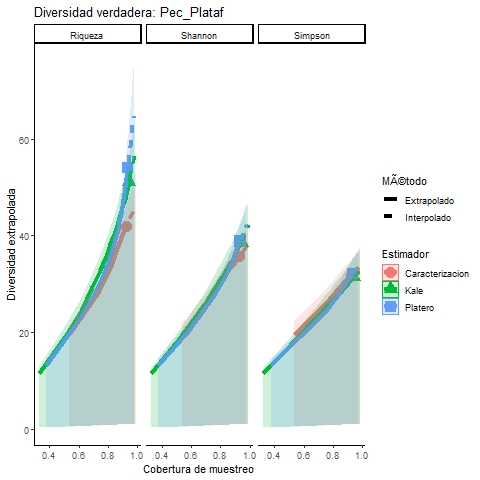 Diversidad verdadera: Pec_Plataf
Riqueza
Shannon
Simpson
Diversidad extrapolada
60
40
20
0
0.4 0.6 0.8 1.0
0.4 0.6 0.8 1.0
0.4 0.6 0.8 1.0
Cobertura de muestreo
MÃ©todo
Extrapolado
Interpolado
Estimador
Caracterizacion
Kale
Platero